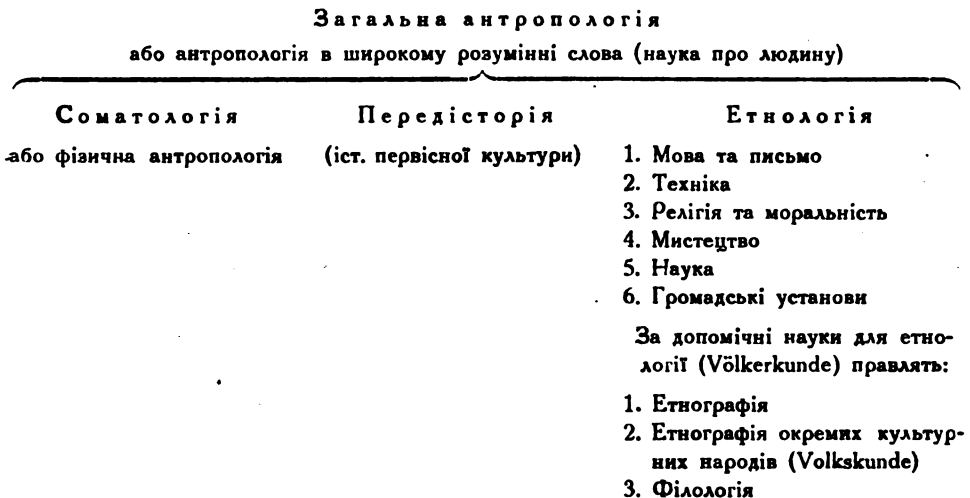 Загальна антропологія
або антропологія в широкому розумінні слова (наука про людину)
Соматологія
або фізична антропологія
Передісторія
(іст. первісної культури)
Етнологія
1. Мова та письмо
2. Техніка
3. Релігія та моральність
4. Мистецтво
5. Наука
6. Громадські установи
За допомічні науки для етно-
логії (Völkerkunde) правлять:
1. Етнографія
2. Етнографія окремих культур-
них народів (Volkskunde)
3. Філологія